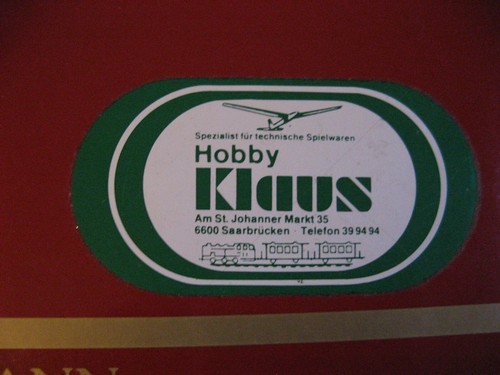 Spezialist für technische Spielwaren
Hobby
Klaus
Am St. Johanner Markt 35
6600 Saarbrücken · Telefon 39 94 94